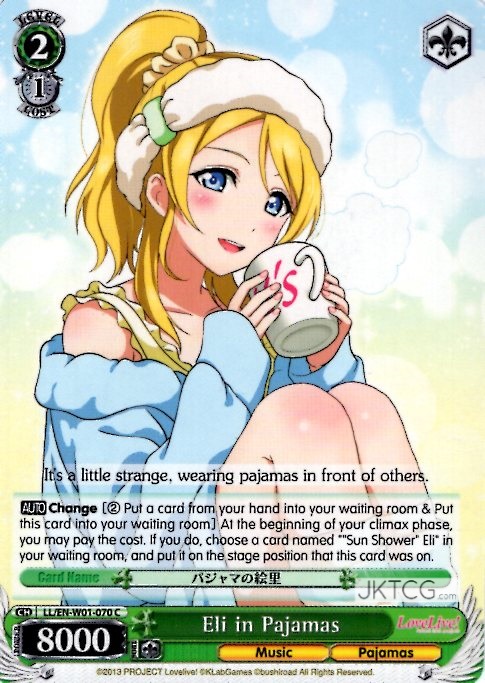 LEVEL
2
1
COST
μ's
It's a little strange, wearing pajamas in front of others.
AUTO Change [② Put a card from your hand into your waiting room & Put
this card into your waiting room] At the beginning of your climax phase,
you may pay the cost. If you do, choose a card named ""Sun Shower" Eli" in
your waiting room, and put it on the stage position that this card was on.
Card Name パジャマの絵里
JKTCG.com
CH LL/EN-W01-070 C
Eli in Pajamas
LoveLive!
POWER 8000 SOUL
Music Pajamas
©2013 PROJECT Lovelive! ©KLabGames ©bushiroad All Rights Reserved.